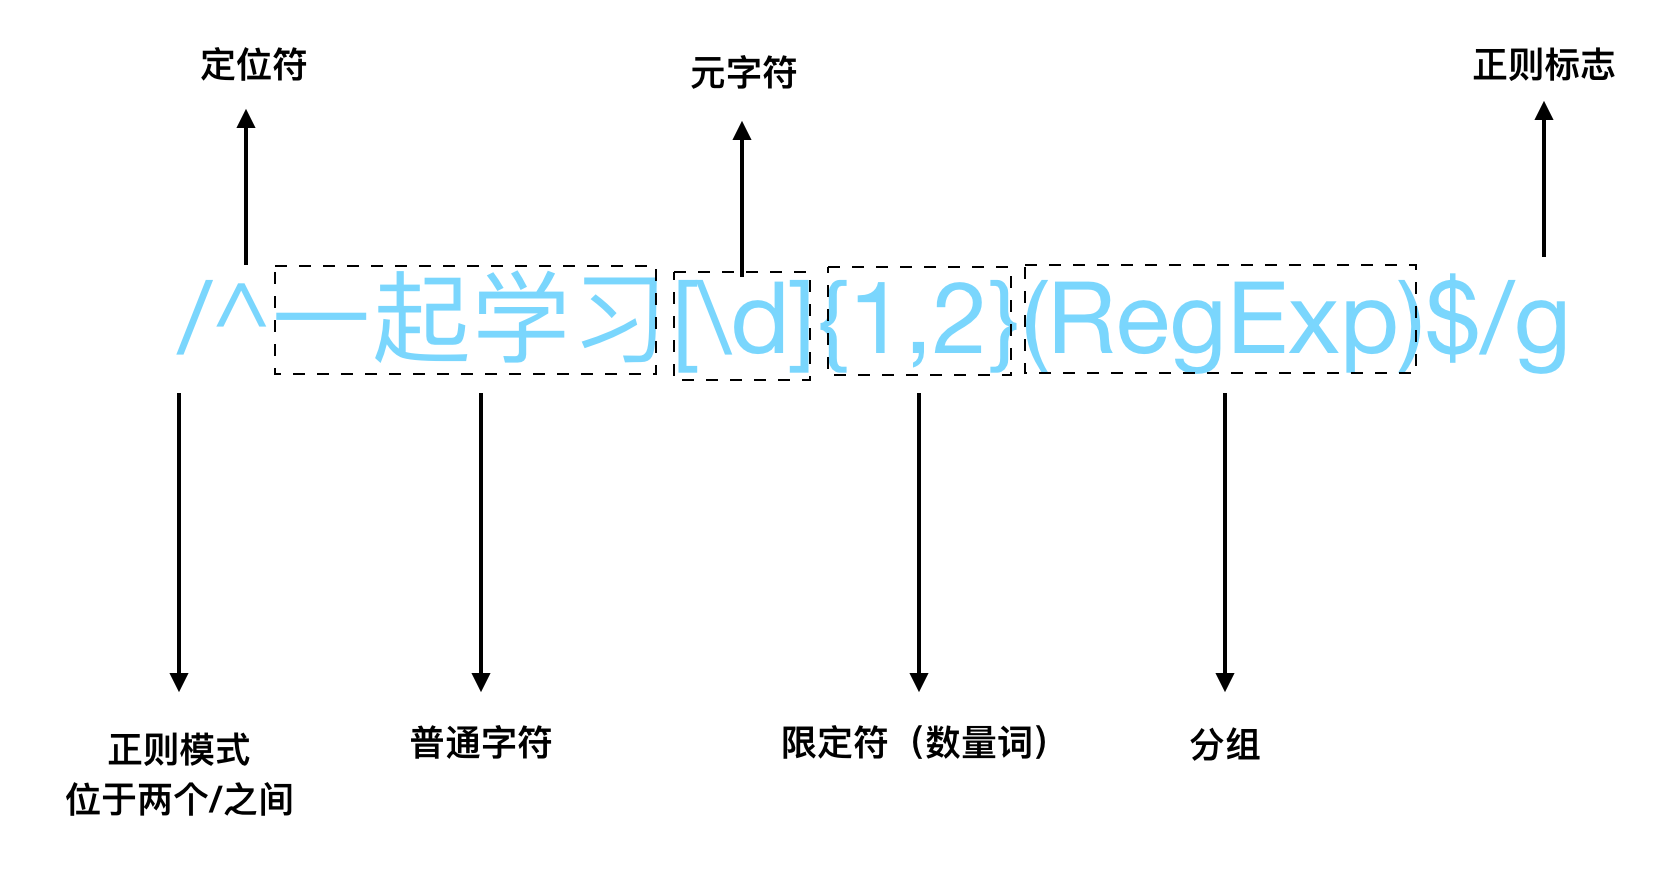 定位符
元字符
正则标志
/^一起学习[\d]{1,2}(RegExp)$/g
正则模式
位于两个/之间
普通字符
限定符（数量词）
分组